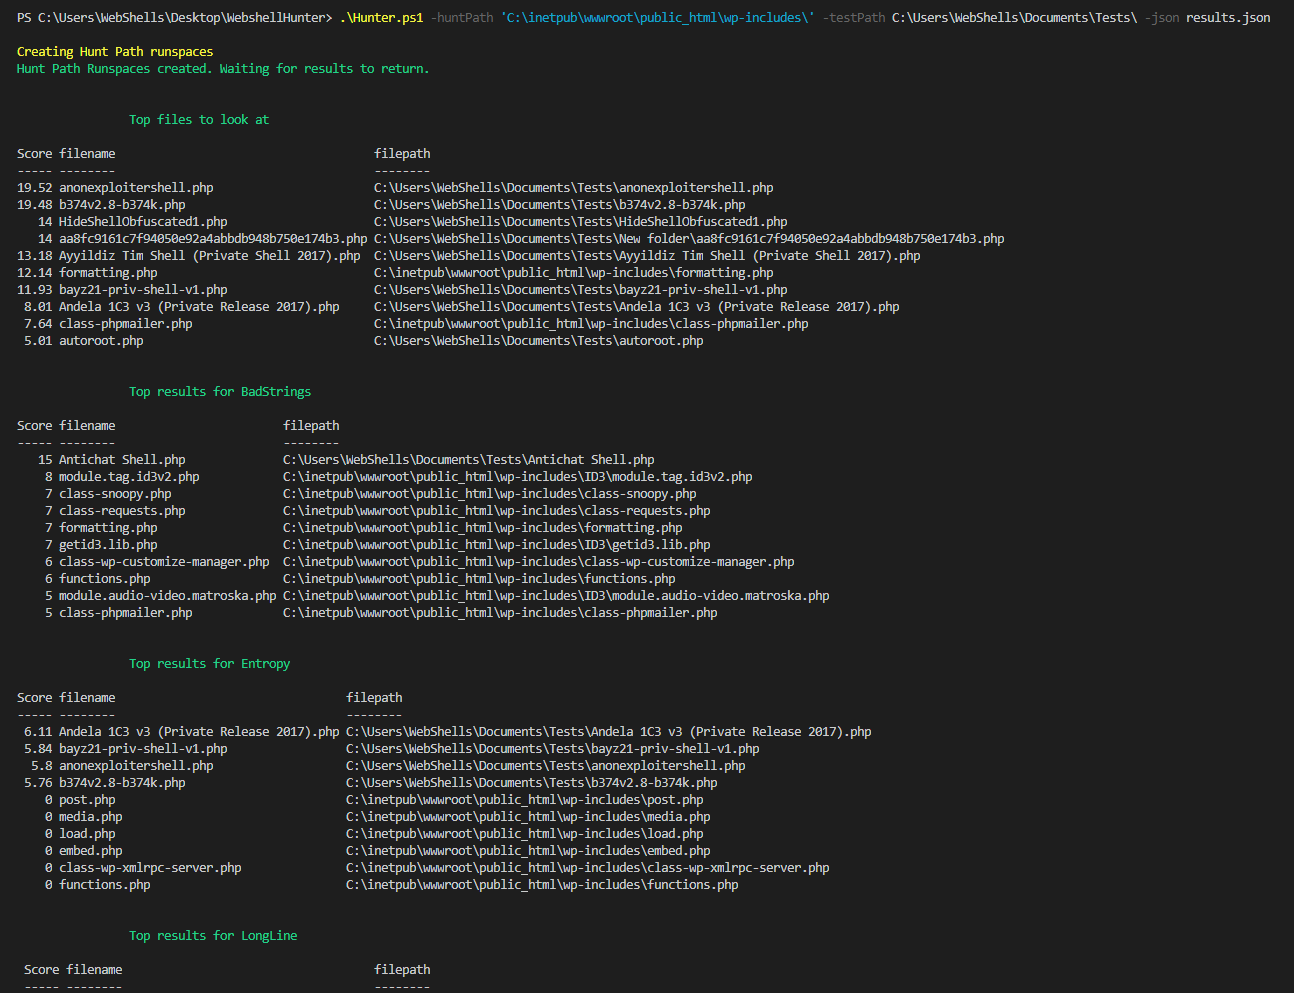 PS C:\Users\WebShells\Desktop\WebshellHunter> .\Hunter.ps1 -huntPath 'C:\inetpub\wwwroot\public_html\wp-includes\' -testPath C:\Users\WebShells\Documents\Tests\ -json results.json
Creating Hunt Path runspaces
Hunt Path Runspaces created. Waiting for results to return.
Top files to look at
Score filename filepath
----- -------- --------
19.52 anonexploitershell.php C:\Users\WebShells\Documents\Tests\anonexploitershell.php
19.48 b374v2.8-b374k.php C:\Users\WebShells\Documents\Tests\b374v2.8-b374k.php
14 HideShellObfuscated1.php C:\Users\WebShells\Documents\Tests\HideShellObfuscated1.php
14 aa8fc9161c7f94050e92a4abbdb948b750e174b3.php C:\Users\WebShells\Documents\Tests\New folder\aa8fc9161c7f94050e92a4abbdb948b750e174b3.php
13.18 Ayyildiz Tim Shell (Private Shell 2017).php C:\Users\WebShells\Documents\Tests\Ayyildiz Tim Shell (Private Shell 2017).php
12.14 formatting.php C:\inetpub\wwwroot\public_html\wp-includes\formatting.php
11.93 bayz21-priv-shell-v1.php C:\Users\WebShells\Documents\Tests\bayz21-priv-shell-v1.php
8.01 Andela 1C3 v3 (Private Release 2017).php C:\Users\WebShells\Documents\Tests\Andela 1C3 v3 (Private Release 2017).php
7.64 class-phpmailer.php C:\inetpub\wwwroot\public_html\wp-includes\class-phpmailer.php
5.01 autoroot.php C:\Users\WebShells\Documents\Tests\autoroot.php
Top results for BadStrings
Score filename filepath
----- -------- --------
15 Antichat Shell.php C:\Users\WebShells\Documents\Tests\Antichat Shell.php
8 module.tag.id3v2.php C:\inetpub\wwwroot\public_html\wp-includes\ID3\module.tag.id3v2.php
7 class-snoopy.php C:\inetpub\wwwroot\public_html\wp-includes\class-snoopy.php
7 class-requests.php C:\inetpub\wwwroot\public_html\wp-includes\class-requests.php
7 formatting.php C:\inetpub\wwwroot\public_html\wp-includes\formatting.php
7 getid3.lib.php C:\inetpub\wwwroot\public_html\wp-includes\ID3\getid3.lib.php
6 class-wp-customize-manager.php C:\inetpub\wwwroot\public_html\wp-includes\class-wp-customize-manager.php
6 functions.php C:\inetpub\wwwroot\public_html\wp-includes\functions.php
5 module.audio-video.matroska.php C:\inetpub\wwwroot\public_html\wp-includes\ID3\module.audio-video.matroska.php
5 class-phpmailer.php C:\inetpub\wwwroot\public_html\wp-includes\class-phpmailer.php
Top results for Entropy
Score filename filepath
----- -------- --------
6.11 Andela 1C3 v3 (Private Release 2017).php C:\Users\WebShells\Documents\Tests\Andela 1C3 v3 (Private Release 2017).php
5.84 bayz21-priv-shell-v1.php C:\Users\WebShells\Documents\Tests\bayz21-priv-shell-v1.php
5.8 anonexploitershell.php C:\Users\WebShells\Documents\Tests\anonexploitershell.php
5.76 b374v2.8-b374k.php C:\Users\WebShells\Documents\Tests\b374v2.8-b374k.php
0 post.php C:\inetpub\wwwroot\public_html\wp-includes\post.php
0 media.php C:\inetpub\wwwroot\public_html\wp-includes\media.php
0 load.php C:\inetpub\wwwroot\public_html\wp-includes\load.php
0 embed.php C:\inetpub\wwwroot\public_html\wp-includes\embed.php
0 class-wp-xmlrpc-server.php C:\inetpub\wwwroot\public_html\wp-includes\class-wp-xmlrpc-server.php
0 functions.php C:\inetpub\wwwroot\public_html\wp-includes\functions.php
Top results for LongLine
Score filename filepath
----- -------- --------